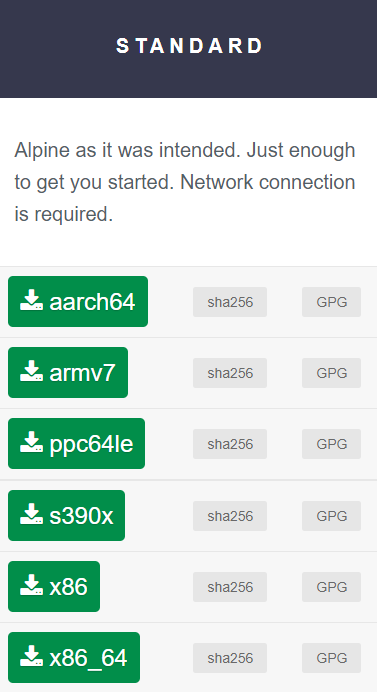 STANDARD
Alpine as it was intended. Just enough
to get you started. Network connection
is required.
aarch64 sha256 GPG
armv7 sha256 GPG
ppc64le sha256 GPG
s390x sha256 GPG
x86 sha256 GPG
x86_64 sha256 GPG